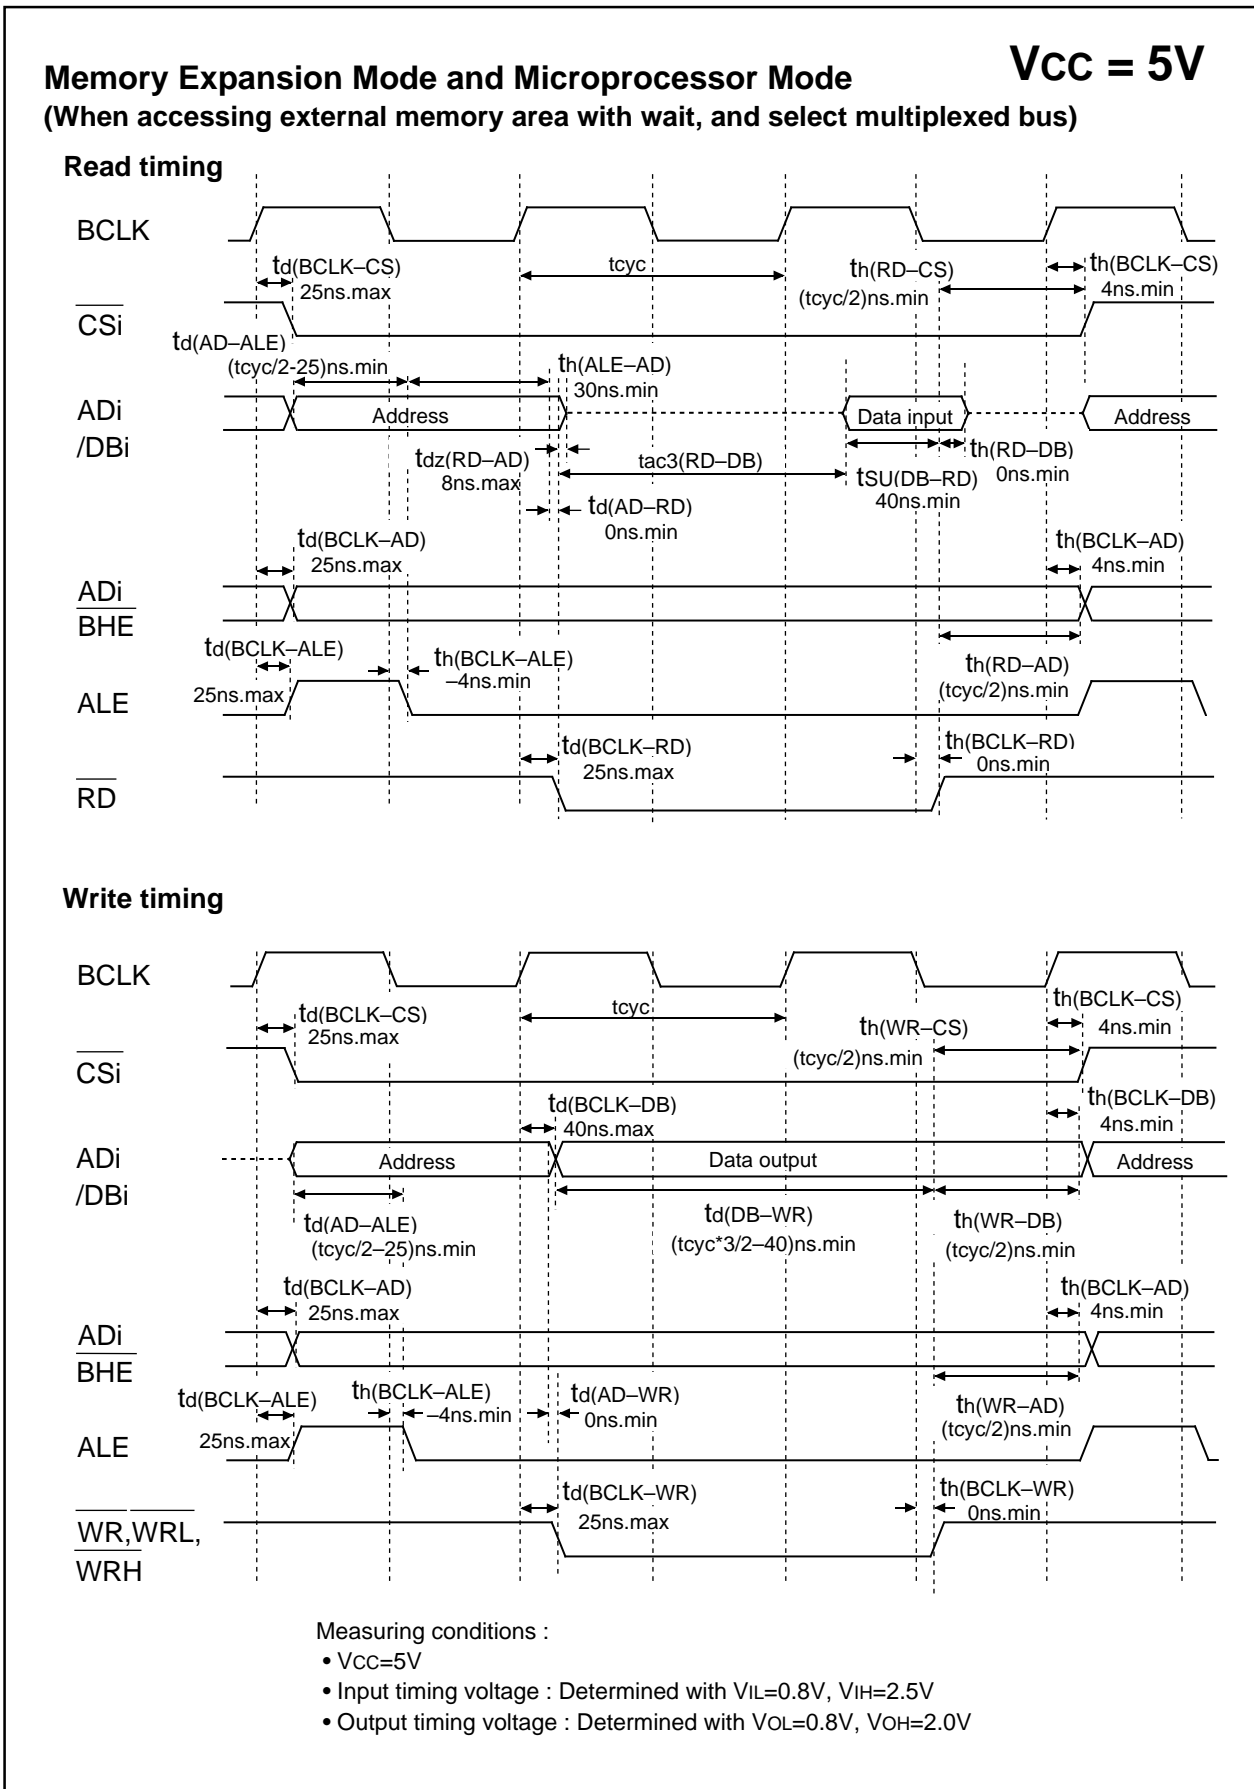 Memory Expansion Mode and Microprocessor Mode
VCC = 5V
(When accessing external memory area with wait, and select multiplexed bus)
Read timing
BCLK
td(BCLK–CS)
25ns.max
tcyc
th(RD–CS)
(tcyc/2)ns.min
th(BCLK–CS)
4ns.min
CSi
td(AD–ALE)
(tcyc/2-25)ns.min
th(ALE–AD)
30ns.min
ADi
/DBi
Address
Data input
Address
tdz(RD–AD)
8ns.max
tac3(RD–DB)
tSU(DB–RD)
40ns.min
th(RD–DB)
0ns.min
td(AD–RD)
0ns.min
td(BCLK–AD)
25ns.max
th(BCLK–AD)
4ns.min
ADi
BHE
td(BCLK–ALE)
25ns.max
th(BCLK–ALE)
–4ns.min
th(RD–AD)
(tcyc/2)ns.min
ALE
td(BCLK–RD)
25ns.max
th(BCLK–RD)
0ns.min
RD
Write timing
BCLK
td(BCLK–CS)
25ns.max
tcyc
th(WR–CS)
(tcyc/2)ns.min
th(BCLK–CS)
4ns.min
CSi
td(BCLK–DB)
40ns.max
th(BCLK–DB)
4ns.min
ADi
/DBi
Address
Data output
Address
td(AD–ALE)
(tcyc/2–25)ns.min
td(DB–WR)
(tcyc*3/2–40)ns.min
th(WR–DB)
(tcyc/2)ns.min
td(BCLK–AD)
25ns.max
th(BCLK–AD)
4ns.min
ADi
BHE
td(BCLK–ALE)
25ns.max
th(BCLK–ALE)
–4ns.min
td(AD–WR)
0ns.min
th(WR–AD)
(tcyc/2)ns.min
ALE
td(BCLK–WR)
25ns.max
th(BCLK–WR)
0ns.min
WR,WRL,
WRH
Measuring conditions :
• VCC=5V
• Input timing voltage : Determined with VIL=0.8V, VIH=2.5V
• Output timing voltage : Determined with VOL=0.8V, VOH=2.0V